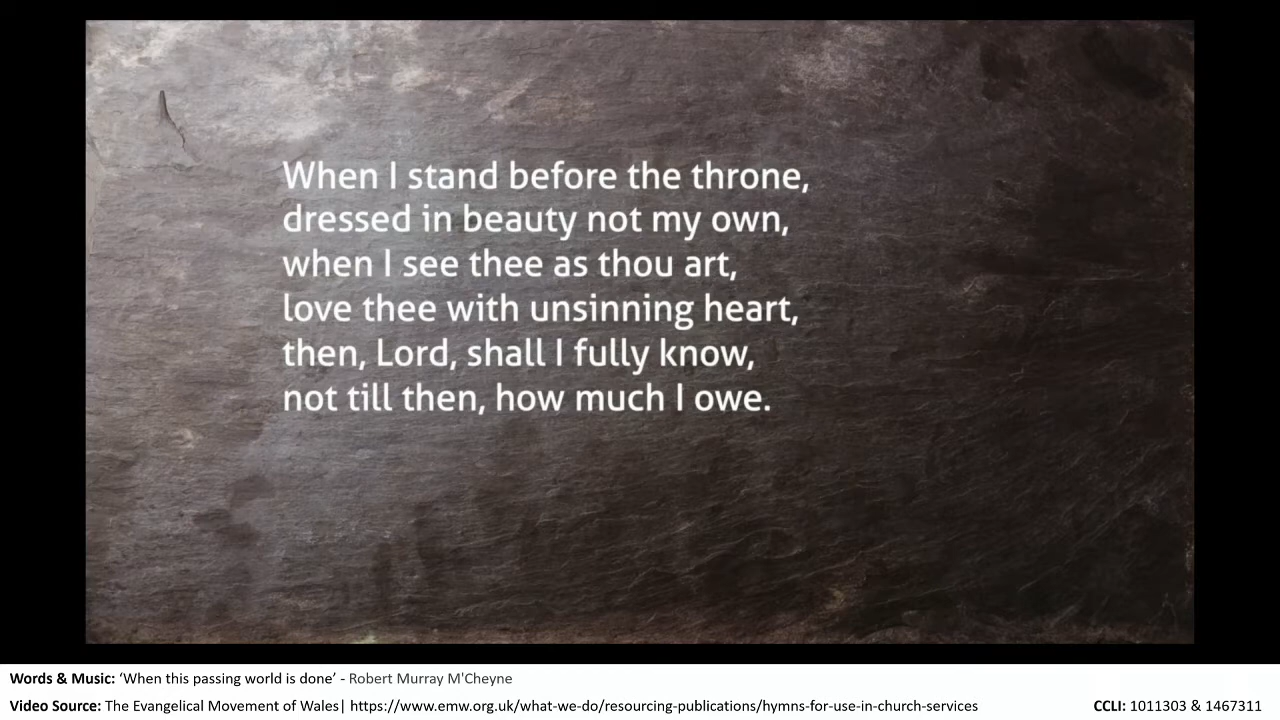 When I stand before the throne,
dressed in beauty not my own,
when I see thee as thou art,
love thee with unsinning heart,
then, Lord, shall I fully know,
not till then, how much I owe.
Words & Music: ‘When this passing world is done’ - Robert Murray M'Cheyne
Video Source: The Evangelical Movement of Wales| https://www.emw.org.uk/what-we-do/resourcing-publications/hymns-for-use-in-church-services
CCLI: 1011303 & 1467311